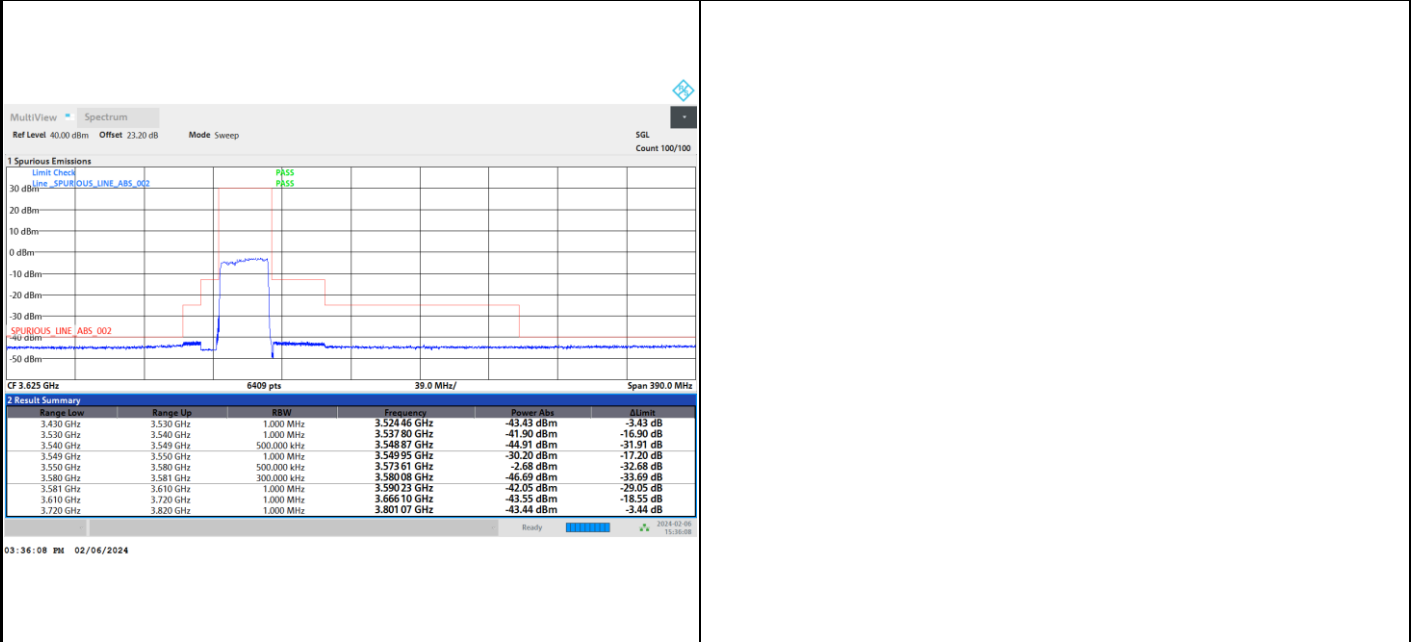 MultiView Spectrum
Ref Level 40.00 dBm Offset 23.20 dB Mode Sweep SGL
Count 100/100
1 Spurious Emissions
Limit Check PASS
Line _SPURIOUS_LINE_ABS_002 PASS
30 dBm
20 dBm
10 dBm
0 dBm
-10 dBm
-20 dBm
-30 dBm
_SPURIOUS_LINE_ABS_002
-40 dBm
-50 dBm
CF 3.625 GHz 6409 pts 39.0 MHz/ Span 390.0 MHz
2 Result Summary
Range Low Range Up RBW Frequency Power Abs ΔLimit
3.430 GHz 3.530 GHz 1.000 MHz 3.524 46 GHz -43.43 dBm -3.43 dB
3.530 GHz 3.540 GHz 1.000 MHz 3.537 80 GHz -41.90 dBm -16.90 dB
3.540 GHz 3.549 GHz 500.000 kHz 3.548 87 GHz -44.91 dBm -31.91 dB
3.549 GHz 3.550 GHz 1.000 MHz 3.549 95 GHz -30.20 dBm -17.20 dB
3.550 GHz 3.580 GHz 500.000 kHz 3.573 61 GHz -2.68 dBm -32.68 dB
3.580 GHz 3.581 GHz 300.000 kHz 3.580 08 GHz -46.69 dBm -33.69 dB
3.581 GHz 3.610 GHz 1.000 MHz 3.590 23 GHz -42.05 dBm -29.05 dB
3.610 GHz 3.720 GHz 1.000 MHz 3.666 10 GHz -43.55 dBm -18.55 dB
3.720 GHz 3.820 GHz 1.000 MHz 3.801 07 GHz -43.44 dBm -3.44 dB
Ready 2024-02-06
15:36:08
03:36:08 PM 02/06/2024